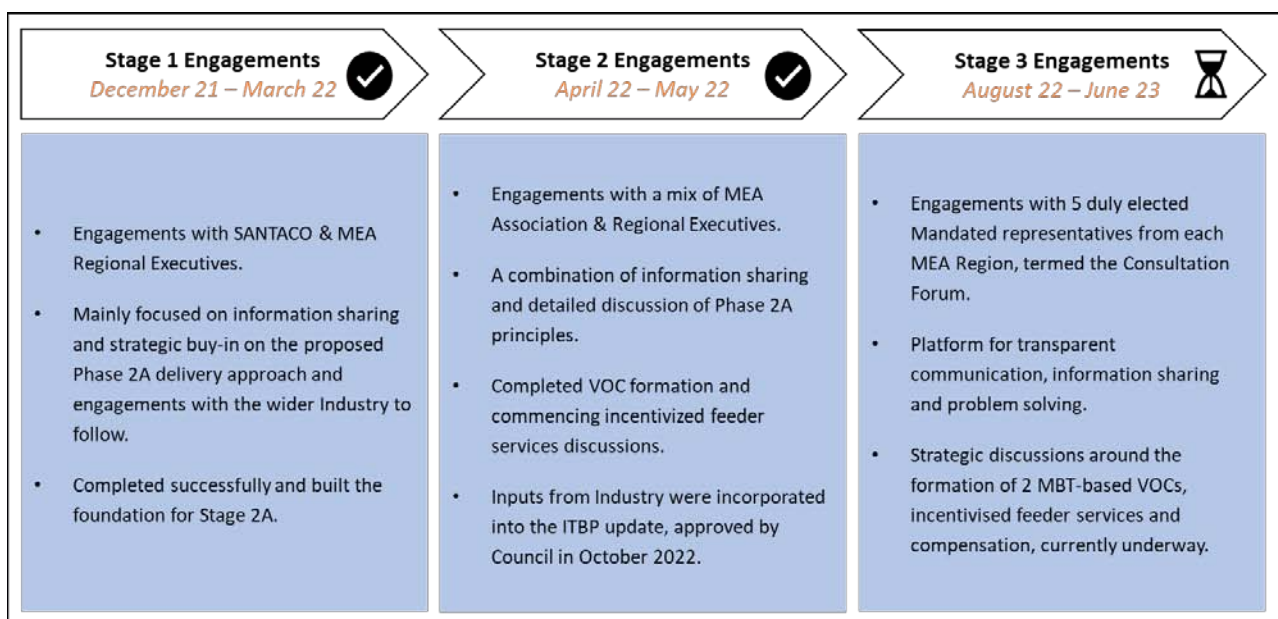 Stage 1 Engagements
December 21 – March 22
• Engagements with SANTACO & MEA
Regional Executives.
• Mainly focused on information sharing
and strategic buy-in on the proposed
Phase 2A delivery approach and
engagements with the wider Industry to
follow.
• Completed successfully and built the
foundation for Stage 2A.
Stage 2 Engagements
April 22 – May 22
• Engagements with a mix of MEA
Association & Regional Executives.
• A combination of information sharing
and detailed discussion of Phase 2A
principles.
• Completed VOC formation and
commencing incentivized feeder
services discussions.
• Inputs from Industry were incorporated
into the ITBP update, approved by
Council in October 2022.
Stage 3 Engagements
August 22 – June 23
• Engagements with 5 duly elected
Mandated representatives from each
MEA Region, termed the Consultation
Forum.
• Platform for transparent
communication, information sharing
and problem solving.
• Strategic discussions around the
formation of 2 MBT-based VOCs,
incentivised feeder services and
compensation, currently underway.